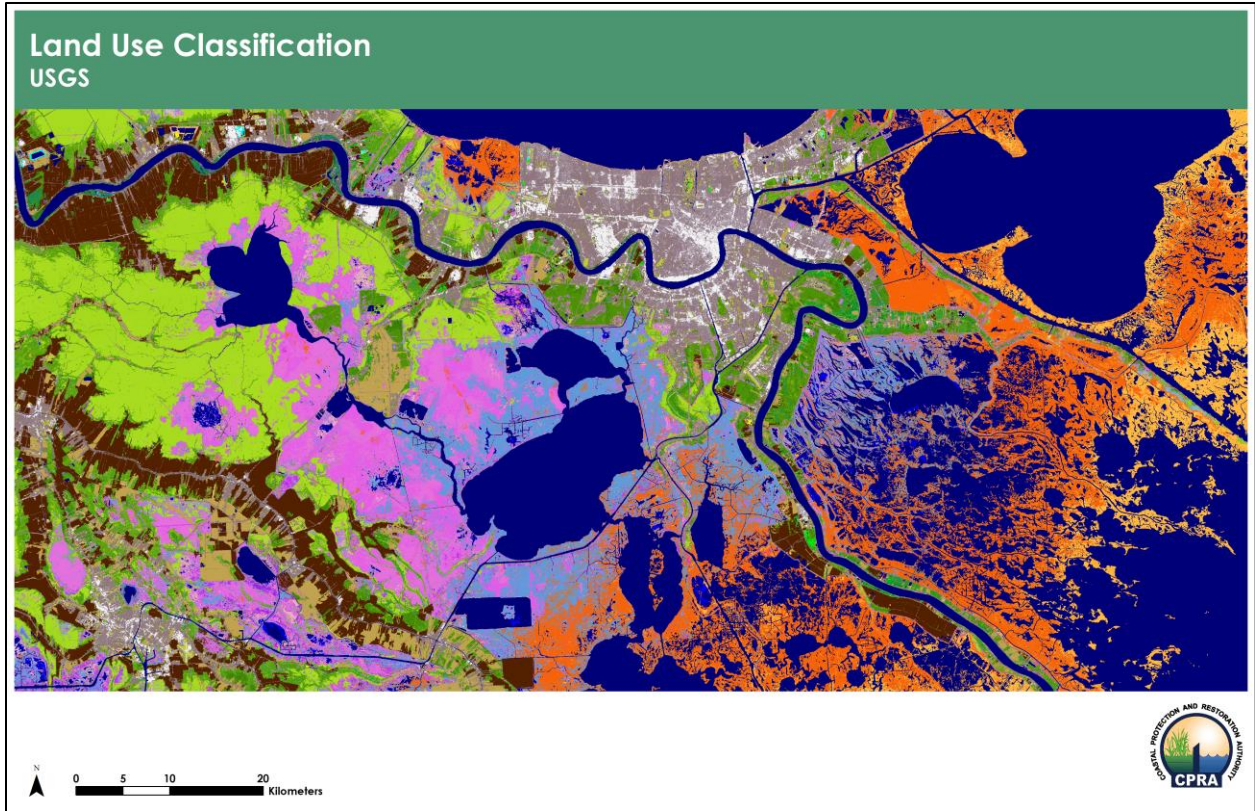 Land Use Classification
USGS
N
0 5 10 20
Kilometers
COASTAL PROTECTION AND RESTORATION AUTHORITY
CPRA